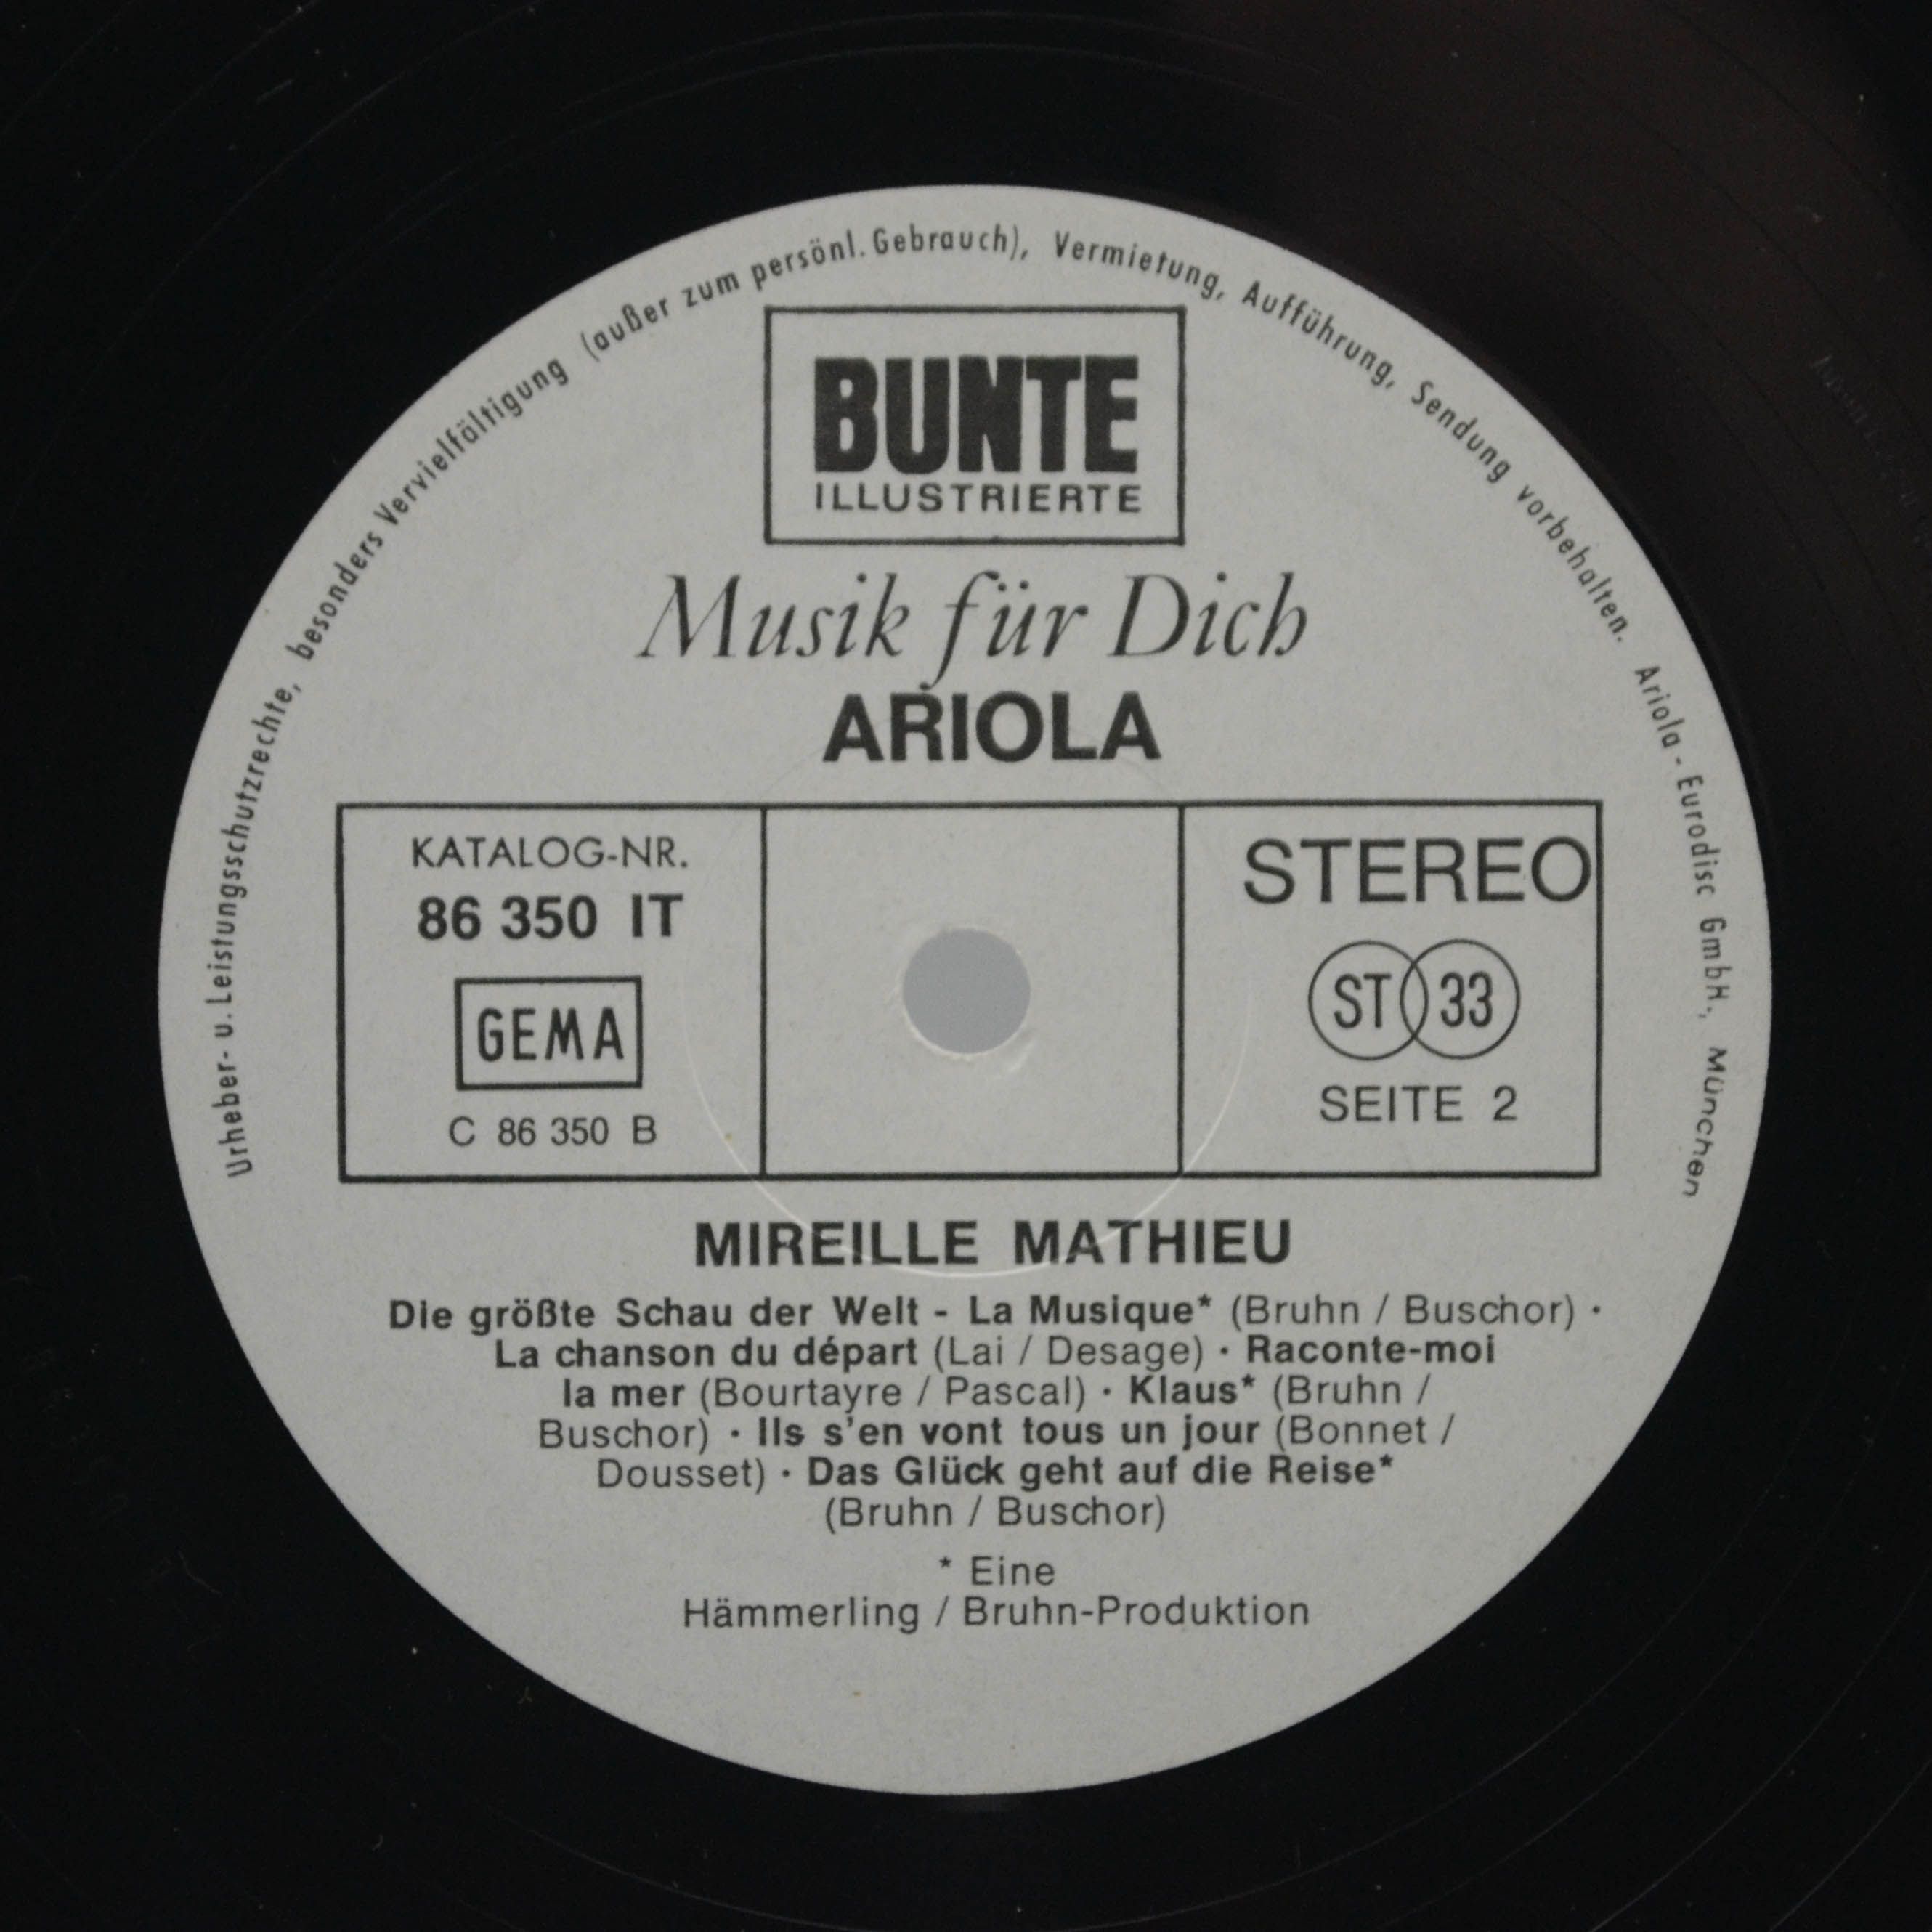 Urheber- u. Leistungsschutzrechte, besonders Vervielfältigung (außer zum persönl. Gebrauch), Vermietung, Aufführung, Sendung vorbehalten. Ariola - Eurodisc GmbH., München
BUNTE
ILLUSTRIERTE
Musik für Dich
ARIOLA
KATALOG-NR.
86 350 IT
GEMA
C 86 350 B
STEREO
ST 33
SEITE 2
MIREILLE MATHIEU
Die größte Schau der Welt - La Musique* (Bruhn / Buschor) ·
La chanson du départ (Lai / Desage) · Raconte-moi
la mer (Bourtayre / Pascal) · Klaus* (Bruhn /
Buschor) · Ils s'en vont tous un jour (Bonnet /
Dousset) · Das Glück geht auf die Reise*
(Bruhn / Buschor)
* Eine
Hämmerling / Bruhn-Produktion